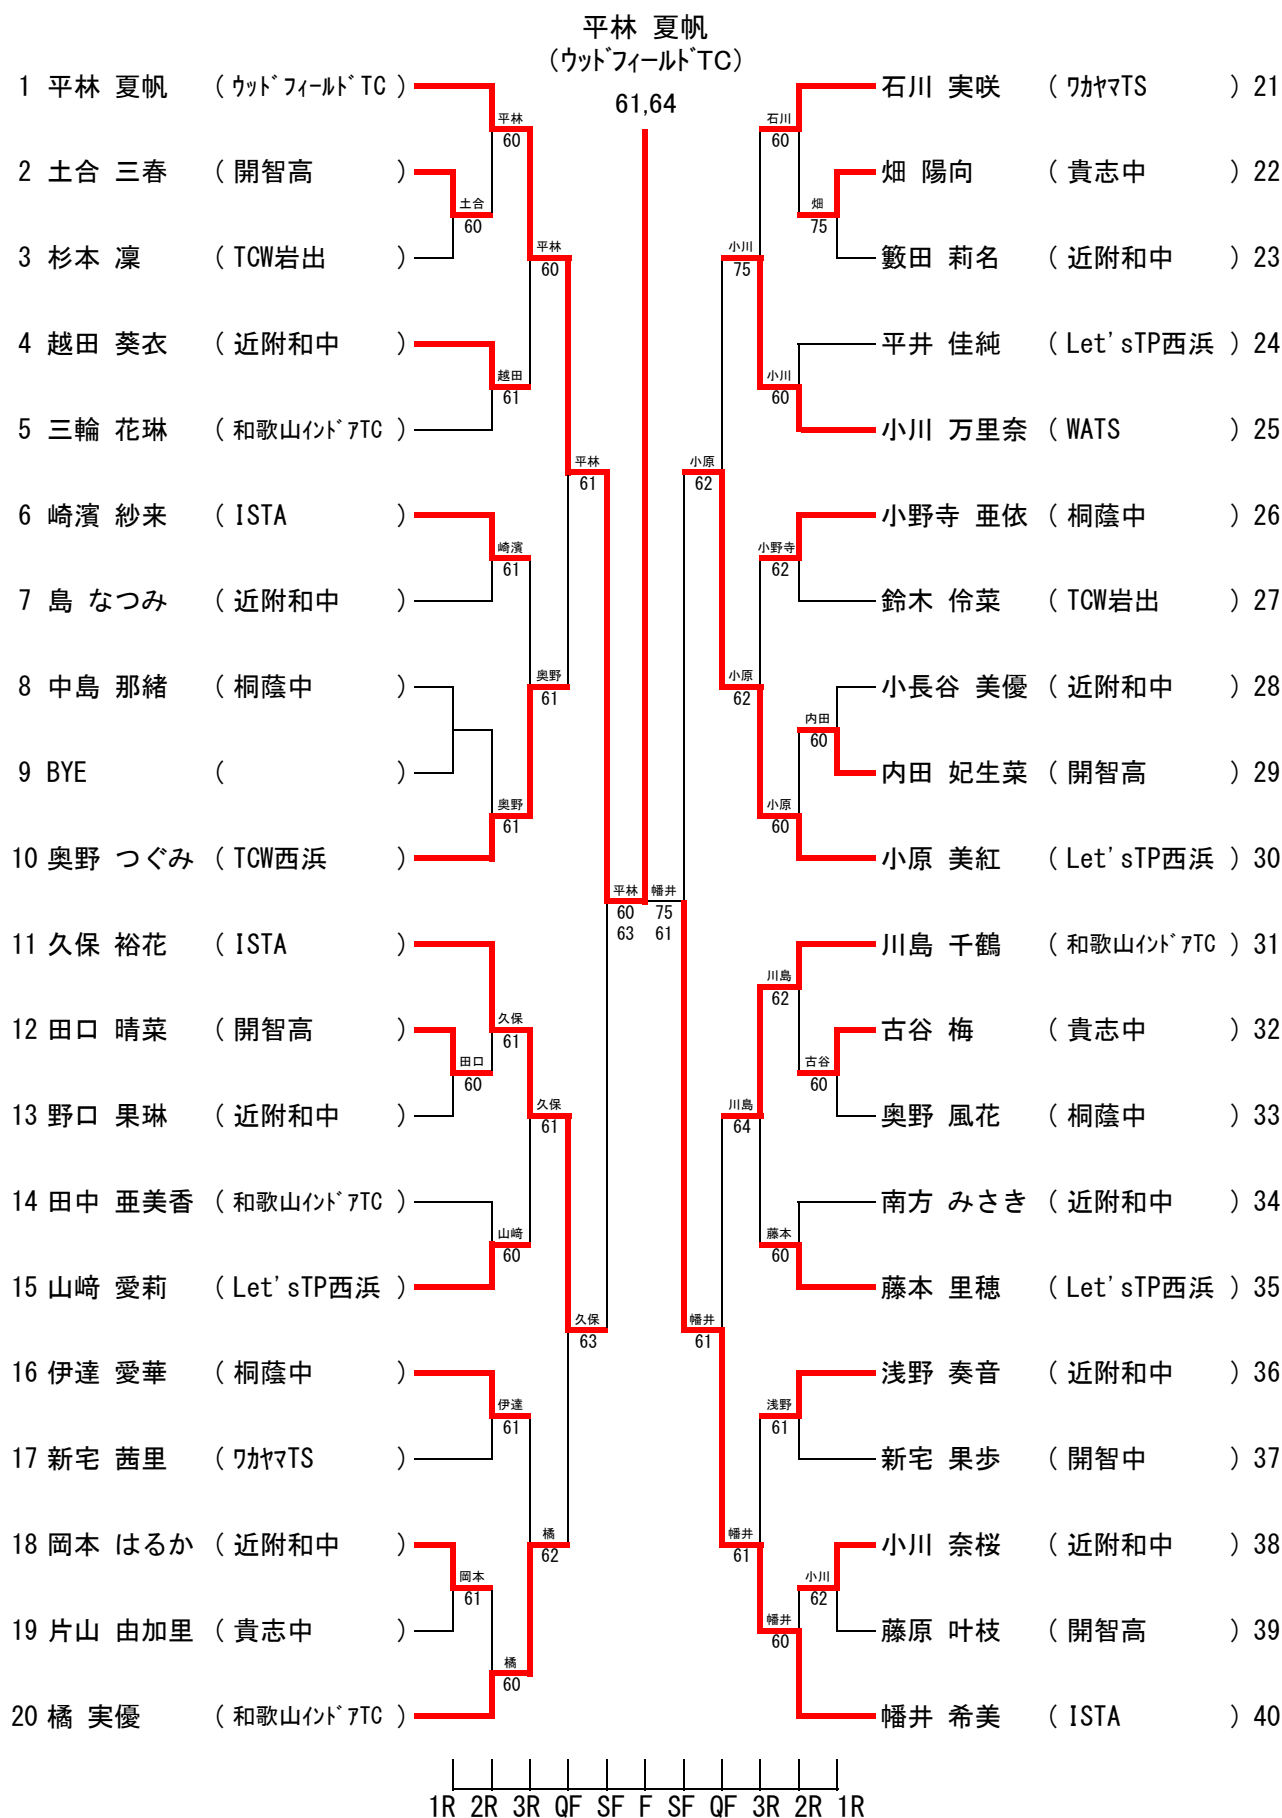 平林 夏帆
(ウッドフィールドTC)
61,64
1 平林 夏帆 ( ウッドフィールドTC )
2 土合 三春 ( 開智高 )
3 杉本 凜 ( TCW岩出 )
4 越田 葵衣 ( 近附和中 )
5 三輪 花琳 ( 和歌山インドアTC )
6 崎濱 紗来 ( ISTA )
7 島 なつみ ( 近附和中 )
8 中島 那緒 ( 桐蔭中 )
9 BYE ( )
10 奥野 つぐみ ( TCW西浜 )
11 久保 裕花 ( ISTA )
12 田口 晴菜 ( 開智高 )
13 野口 果琳 ( 近附和中 )
14 田中 亜美香 ( 和歌山インドアTC )
15 山﨑 愛莉 ( Let'sTP西浜 )
16 伊達 愛華 ( 桐蔭中 )
17 新宅 茜里 ( ワカヤマTS )
18 岡本 はるか ( 近附和中 )
19 片山 由加里 ( 貴志中 )
20 橘 実優 ( 和歌山インドアTC )
土合
60
田口
60
岡本
61
平林
60
越田
61
崎濱
61
奥野
61
久保
61
山﨑
60
伊達
61
橘
60
平林
60
奥野
61
久保
61
橘
62
平林
61
久保
63
平林
60
63
幡井
75
61
小原
62
幡井
61
小川
75
小原
62
川島
64
幡井
61
石川
60
小川
60
小野寺
62
小原
60
川島
62
藤本
60
浅野
61
幡井
60
畑
75
内田
60
古谷
60
小川
62
石川 実咲 ( ワカヤマTS ) 21
畑 陽向 ( 貴志中 ) 22
籔田 莉名 ( 近附和中 ) 23
平井 佳純 ( Let'sTP西浜 ) 24
小川 万里奈 ( WATS ) 25
小野寺 亜依 ( 桐蔭中 ) 26
鈴木 伶菜 ( TCW岩出 ) 27
小長谷 美優 ( 近附和中 ) 28
内田 妃生菜 ( 開智高 ) 29
小原 美紅 ( Let'sTP西浜 ) 30
川島 千鶴 ( 和歌山インドアTC ) 31
古谷 梅 ( 貴志中 ) 32
奥野 風花 ( 桐蔭中 ) 33
南方 みさき ( 近附和中 ) 34
藤本 里穂 ( Let'sTP西浜 ) 35
浅野 奏音 ( 近附和中 ) 36
新宅 果歩 ( 開智中 ) 37
小川 奈桜 ( 近附和中 ) 38
藤原 叶枝 ( 開智高 ) 39
幡井 希美 ( ISTA ) 40
1R 2R 3R QF SF F SF QF 3R 2R 1R